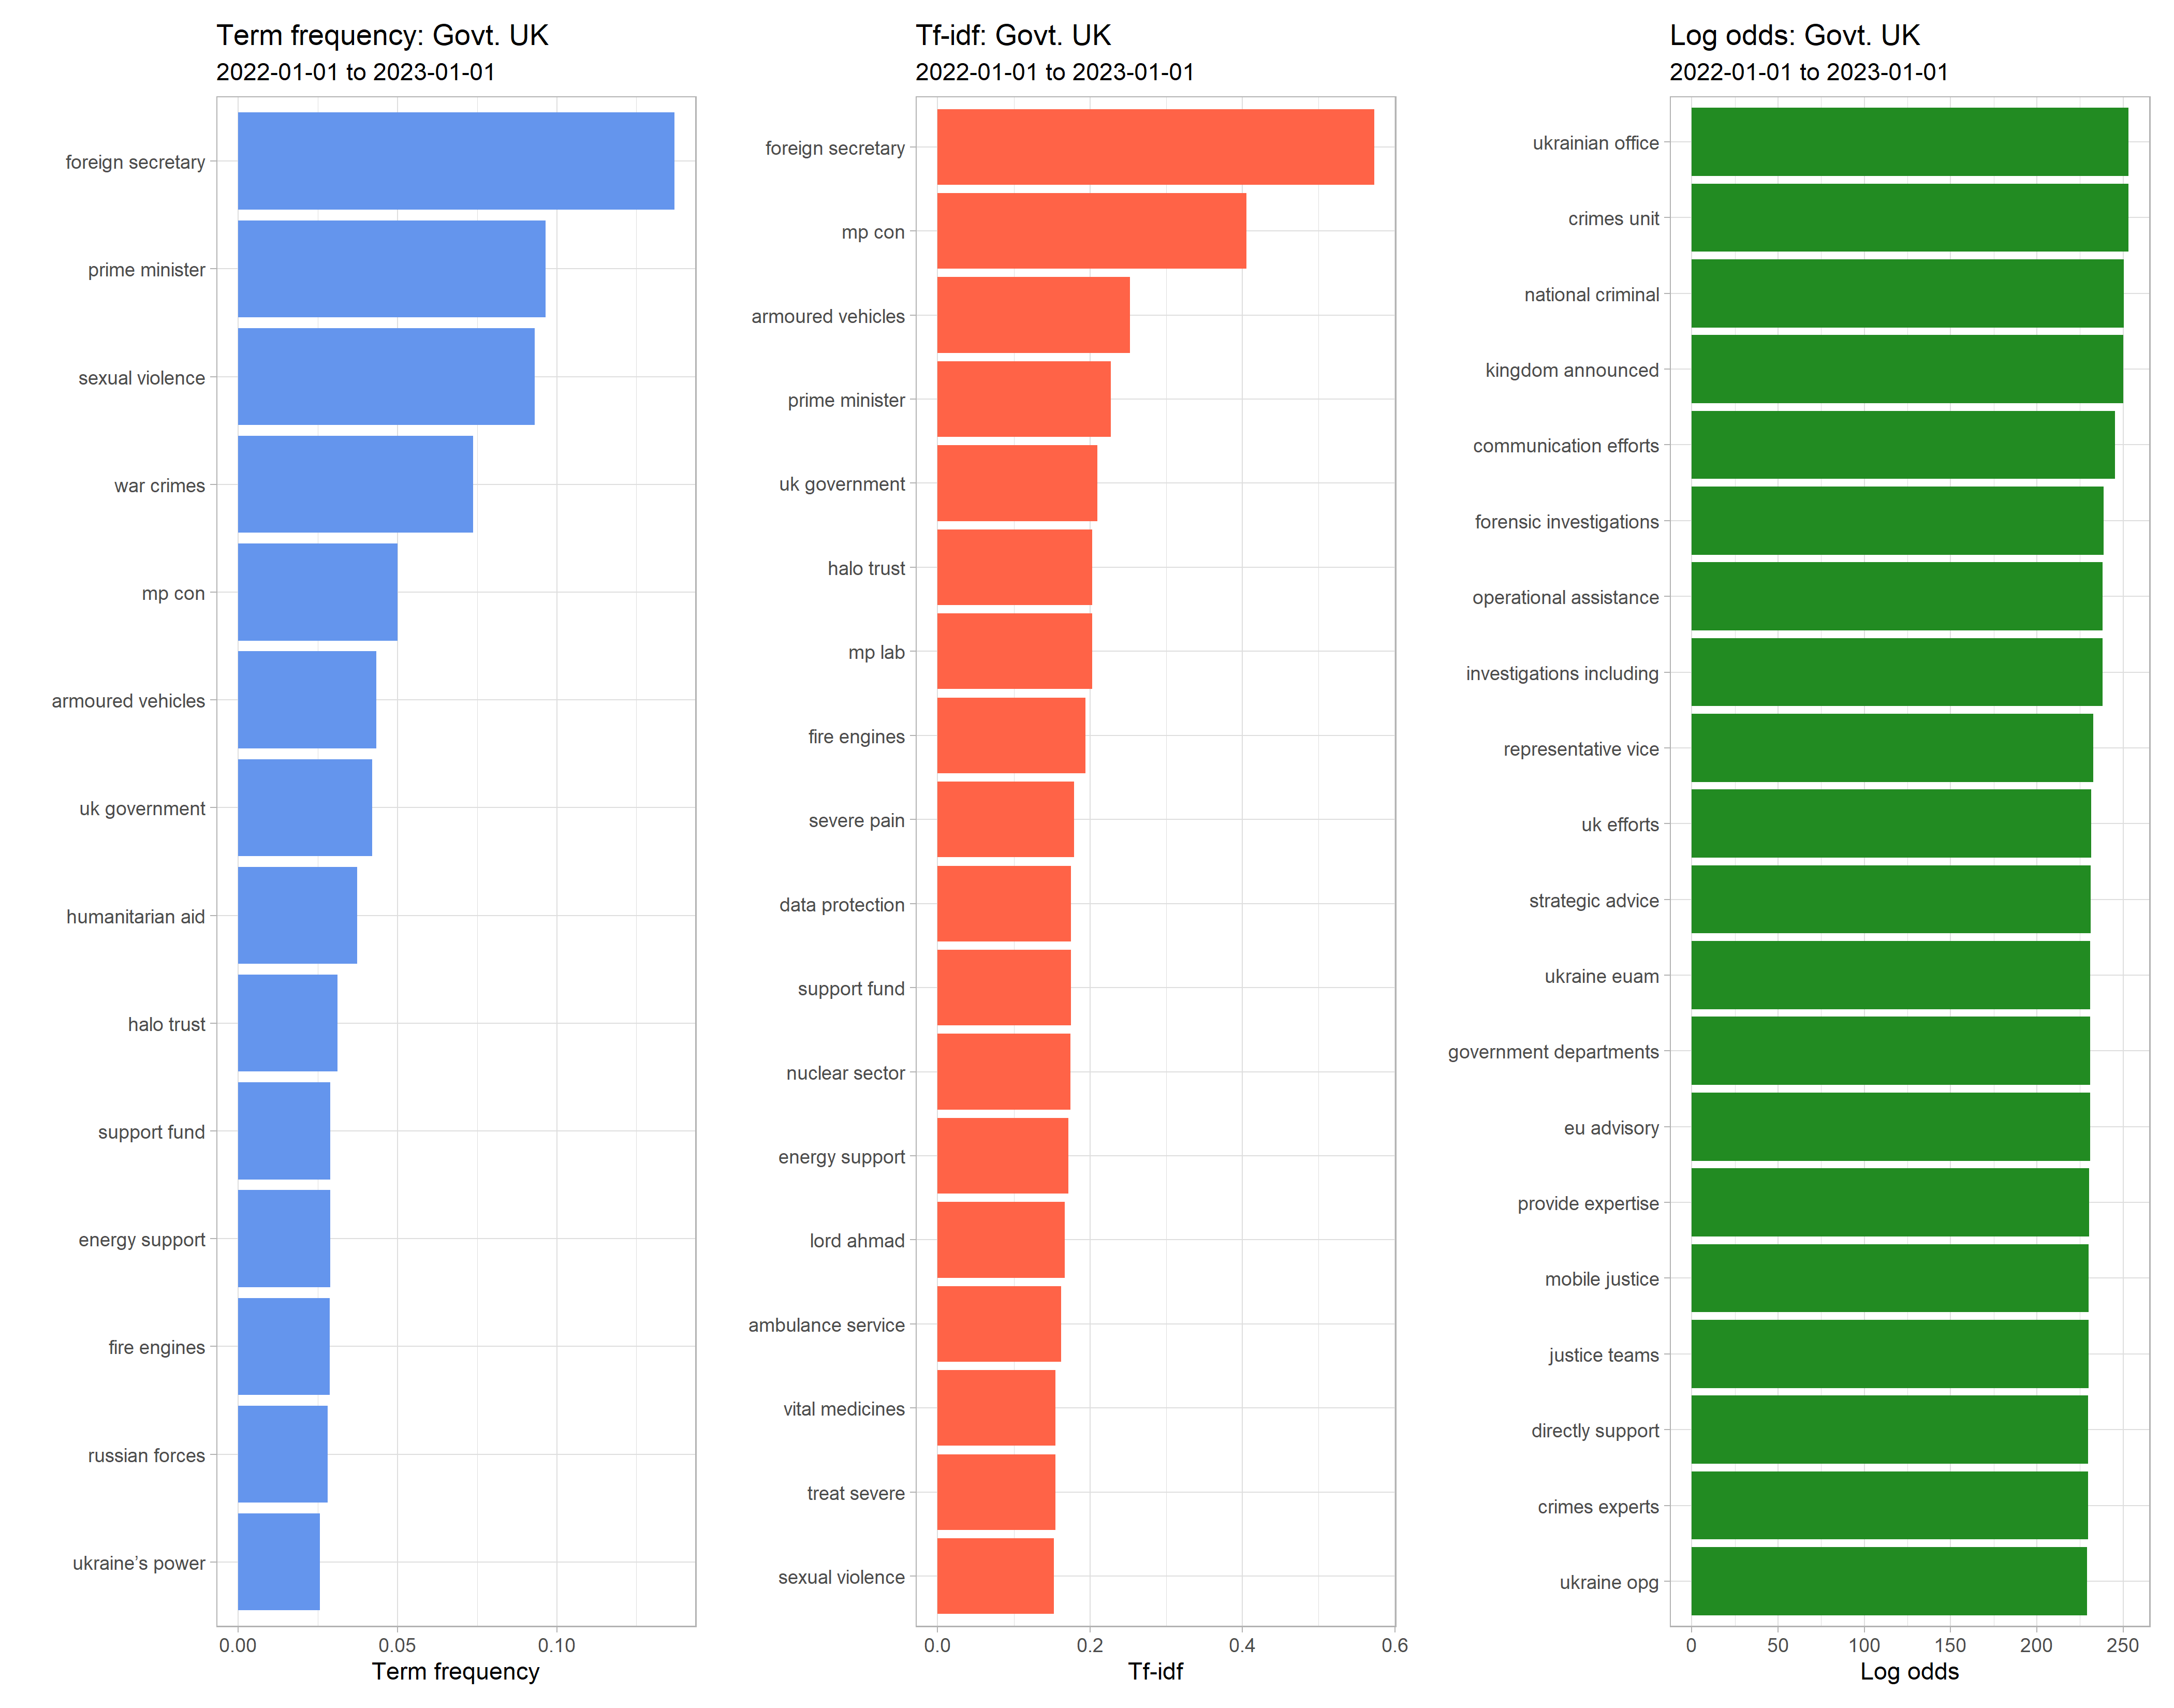 Term frequency: Govt. UK
2022-01-01 to 2023-01-01
foreign secretary
prime minister
sexual violence
war crimes
mp con
armoured vehicles
uk government
humanitarian aid
halo trust
support fund
energy support
fire engines
russian forces
ukraine’s power
0.00 0.05 0.10
Term frequency
Tf-idf: Govt. UK
2022-01-01 to 2023-01-01
foreign secretary
mp con
armoured vehicles
prime minister
uk government
halo trust
mp lab
fire engines
severe pain
data protection
support fund
nuclear sector
energy support
lord ahmad
ambulance service
vital medicines
treat severe
sexual violence
0.0 0.2 0.4 0.6
Tf-idf
Log odds: Govt. UK
2022-01-01 to 2023-01-01
ukrainian office
crimes unit
national criminal
kingdom announced
communication efforts
forensic investigations
operational assistance
investigations including
representative vice
uk efforts
strategic advice
ukraine euam
government departments
eu advisory
provide expertise
mobile justice
justice teams
directly support
crimes experts
ukraine opg
0 50 100 150 200 250
Log odds